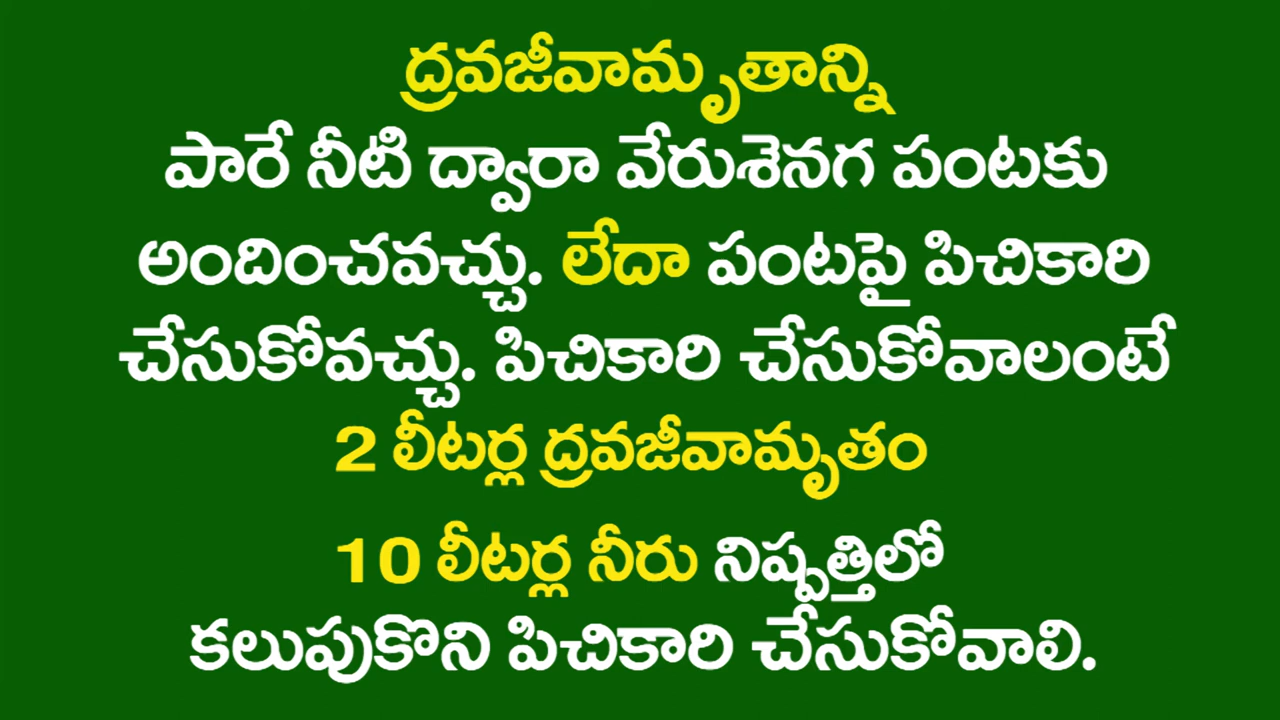 ద్రవజీవామృతాన్ని
పారే నీటి ద్వారా వేరుశెనగ పంటకు
అందించవచ్చు. లేదా పంటపై పిచికారి
చేసుకోవచ్చు. పిచికారి చేసుకోవాలంటే
2 లీటర్ల ద్రవజీవామృతం
10 లీటర్ల నీరు నిష్పత్తిలో
కలుపుకొని పిచికారి చేసుకోవాలి.